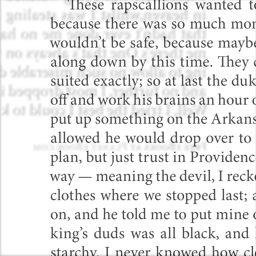 These rapscallions wanted
because there was so much mon
wouldn't be safe, because maybe
along down by this time. They
suited exactly; so at last the duk
off and work his brains an hour o
put up something on the Arkans
allowed he would drop over to
plan, but just trust in Providenc
way — meaning the devil, I reck
clothes where we stopped last; a
on, and he told me to put mine o
king's duds was all black, and
starchy. I never knowed how clo